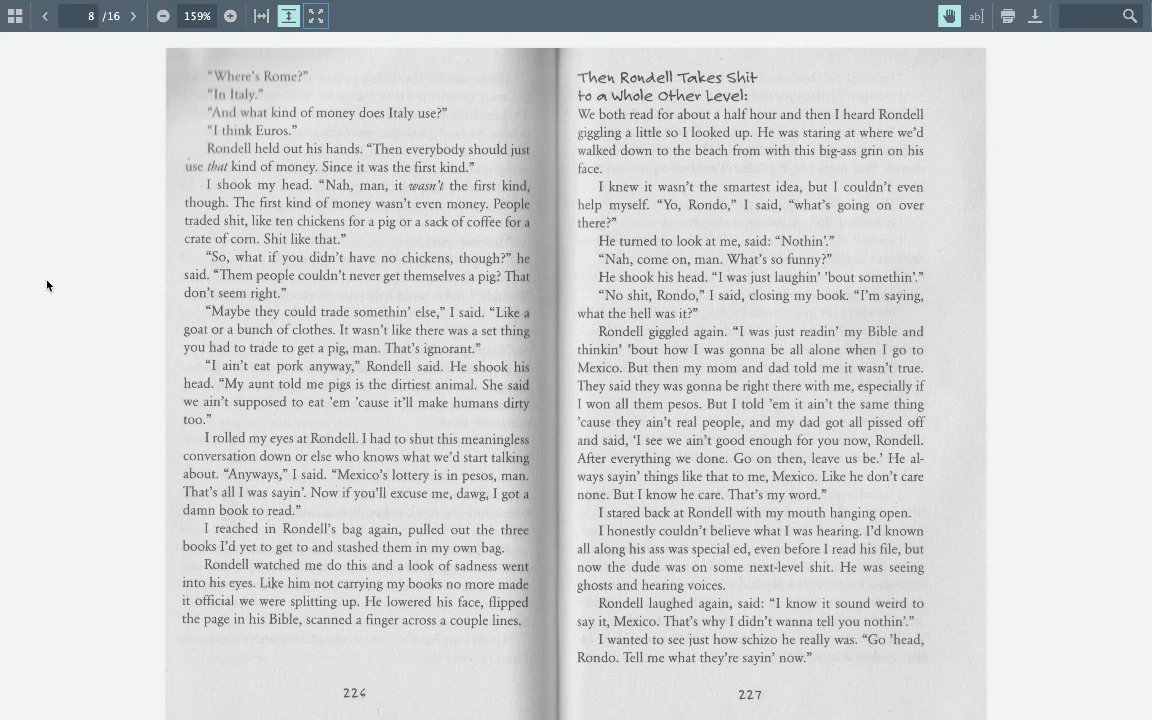 8 /16 159% ab
"Where's Rome?"
"In Italy."
"And what kind of money does Italy use?"
"I think Euros."
Rondell held out his hands. "Then everybody should just
use that kind of money. Since it was the first kind."
I shook my head. "Nah, man, it wasn't the first kind,
though. The first kind of money wasn't even money. People
traded shit, like ten chickens for a pig or a sack of coffee for a
crate of corn. Shit like that."
"So, what if you didn't have no chickens, though?" he
said. "Them people couldn't never get themselves a pig? That
don't seem right."
"Maybe they could trade somethin' else," I said. "Like a
goat or a bunch of clothes. It wasn't like there was a set thing
you had to trade to get a pig, man. That's ignorant."
"I ain't eat pork anyway," Rondell said. He shook his
head. "My aunt told me pigs is the dirtiest animal. She said
we ain't supposed to eat 'em 'cause it'll make humans dirty
too."
I rolled my eyes at Rondell. I had to shut this meaningless
conversation down or else who knows what we'd start talking
about. "Anyways," I said. "Mexico's lottery is in pesos, man.
That's all I was sayin'. Now if you'll excuse me, dawg, I got a
damn book to read."
I reached in Rondell's bag again, pulled out the three
books I'd yet to get to and stashed them in my own bag.
Rondell watched me do this and a look of sadness went
into his eyes. Like him not carrying my books no more made
it official we were splitting up. He lowered his face, flipped
the page in his Bible, scanned a finger across a couple lines.
226
Then Rondell Takes Shit
to a Whole Other Level:
We both read for about a half hour and then I heard Rondell
giggling a little so I looked up. He was staring at where we'd
walked down to the beach from with this big-ass grin on his
face.
I knew it wasn't the smartest idea, but I couldn't even
help myself. "Yo, Rondo," I said, "what's going on over
there?"
He turned to look at me, said: "Nothin'."
"Nah, come on, man. What's so funny?"
He shook his head. "I was just laughin' 'bout somethin'."
"No shit, Rondo," I said, closing my book. "I'm saying,
what the hell was it?"
Rondell giggled again. "I was just readin' my Bible and
thinkin' 'bout how I was gonna be all alone when I go to
Mexico. But then my mom and dad told me it wasn't true.
They said they was gonna be right there with me, especially if
I won all them pesos. But I told 'em it ain't the same thing
'cause they ain't real people, and my dad got all pissed off
and said, 'I see we ain't good enough for you now, Rondell.
After everything we done. Go on then, leave us be.' He al-
ways sayin' things like that to me, Mexico. Like he don't care
none. But I know he care. That's my word."
I stared back at Rondell with my mouth hanging open.
I honestly couldn't believe what I was hearing. I'd known
all along his ass was special ed, even before I read his file, but
now the dude was on some next-level shit. He was seeing
ghosts and hearing voices.
Rondell laughed again, said: "I know it sound weird to
say it, Mexico. That's why I didn't wanna tell you nothin'."
I wanted to see just how schizo he really was. "Go 'head,
Rondo. Tell me what they're sayin' now."
227